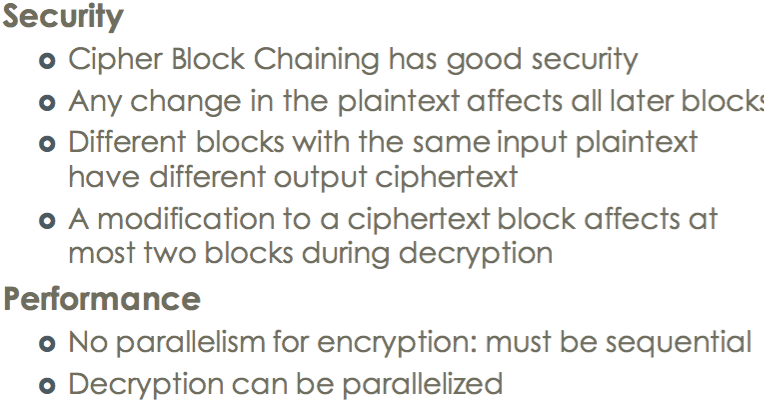 Security
Cipher Block Chaining has good security
Any change in the plaintext affects all later blocks
Different blocks with the same input plaintext
have different output ciphertext
A modification to a ciphertext block affects at
most two blocks during decryption
Performance
No parallelism for encryption: must be sequential
Decryption can be parallelized